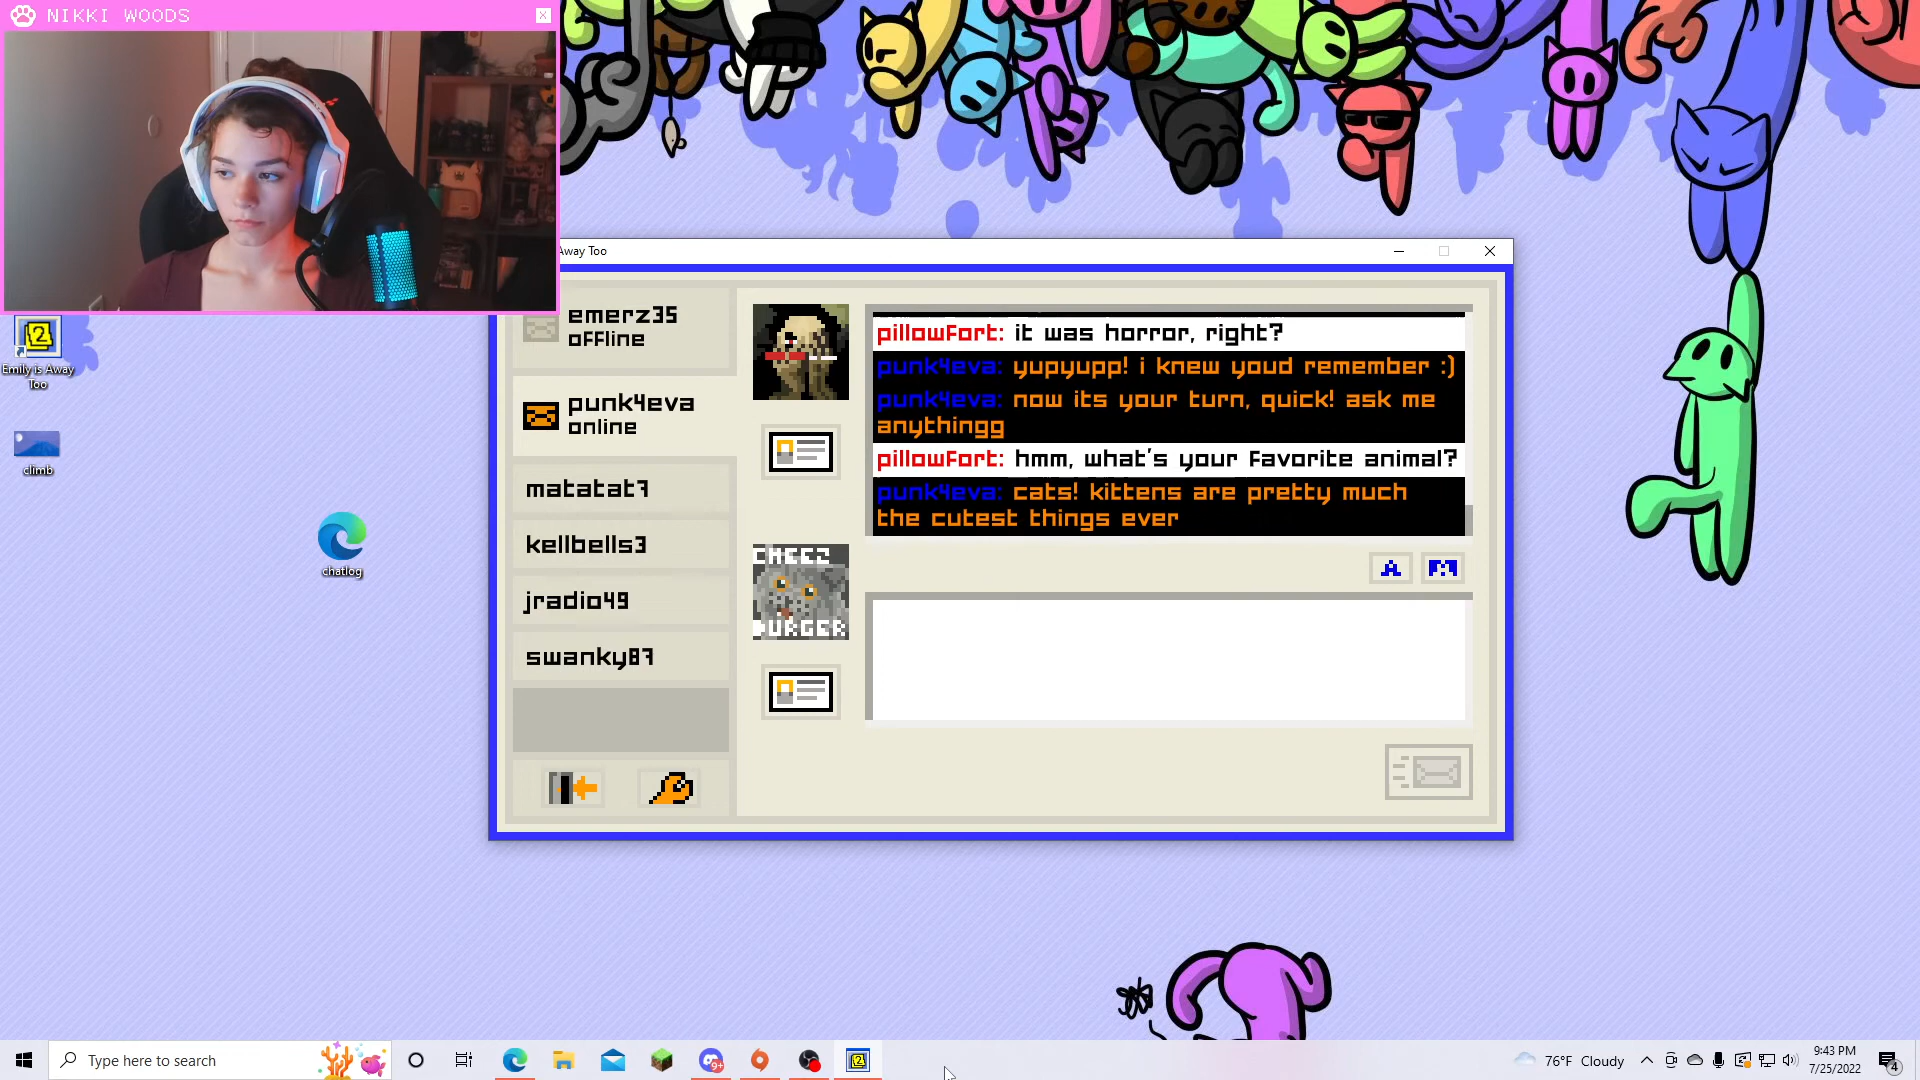 NIKKI WOODS
Away Too
emerz35
offline
punk4eva
online
matatat7
kellbells3
jradio49
swanky87
pillowfort: it was horror, right?
punk4eva: yupyupp! i knew youd remember :)
punk4eva: now its your turn, quick! ask me
anythingg
pillowfort: hmm, what's your favorite animal?
punk4eva: cats! kittens are pretty much
the cutest things ever
CHEEZ
BURGER
A
Emily is Away
Too
climb
chatlog
Type here to search
9+
76°F Cloudy
9:43 PM
7/25/2022
4